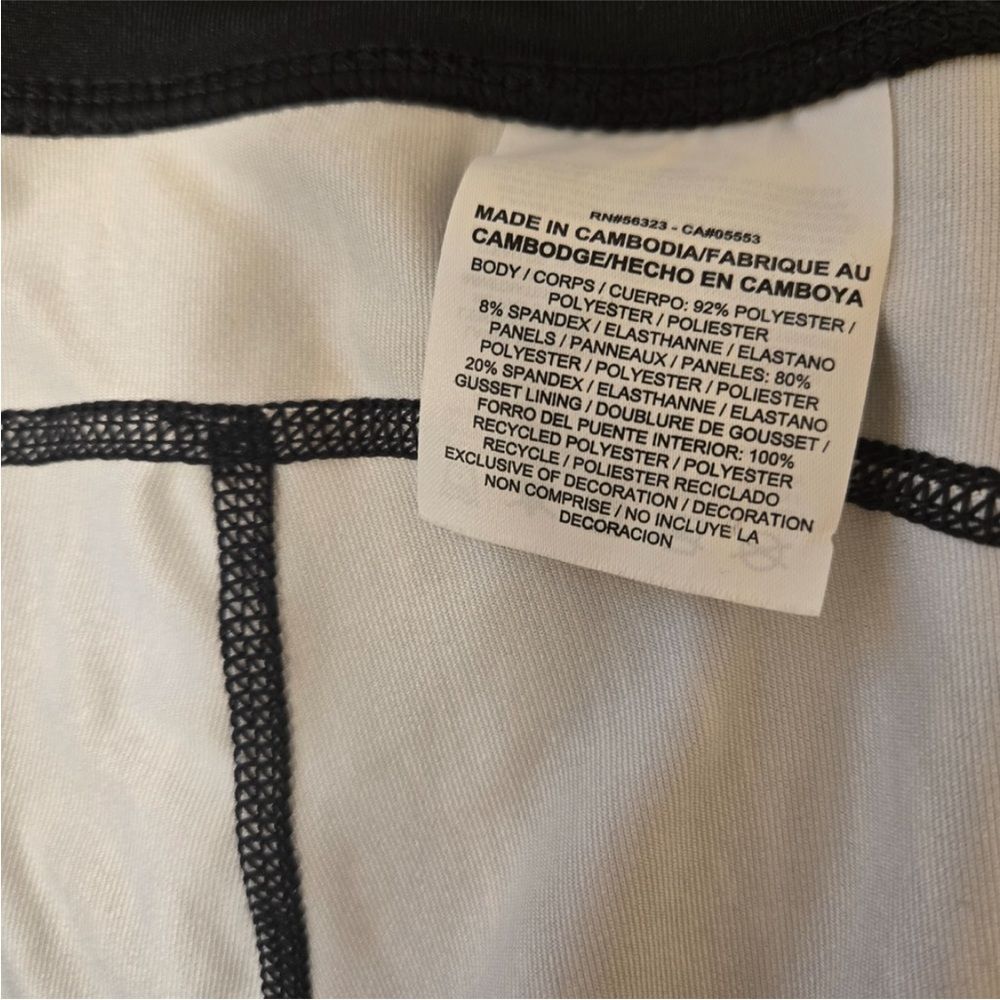 RN#56323 - CA#05553
MADE IN CAMBODIA/FABRIQUE AU
CAMBODGE/HECHO EN CAMBOYA
BODY / CORPS / CUERPO: 92% POLYESTER /
POLYESTER / POLIESTER
8% SPANDEX / ELASTHANNE / ELASTANO
PANELS / PANNEAUX / PANELES: 80%
POLYESTER / POLYESTER / POLIESTER
20% SPANDEX / ELASTHANNE / ELASTANO
GUSSET LINING / DOUBLURE DE GOUSSET /
FORRO DEL PUENTE INTERIOR: 100%
RECYCLED POLYESTER / POLYESTER
RECYCLE / POLIESTER RECICLADO
EXCLUSIVE OF DECORATION / DECORATION
NON COMPRISE / NO INCLUYE LA
DECORACION